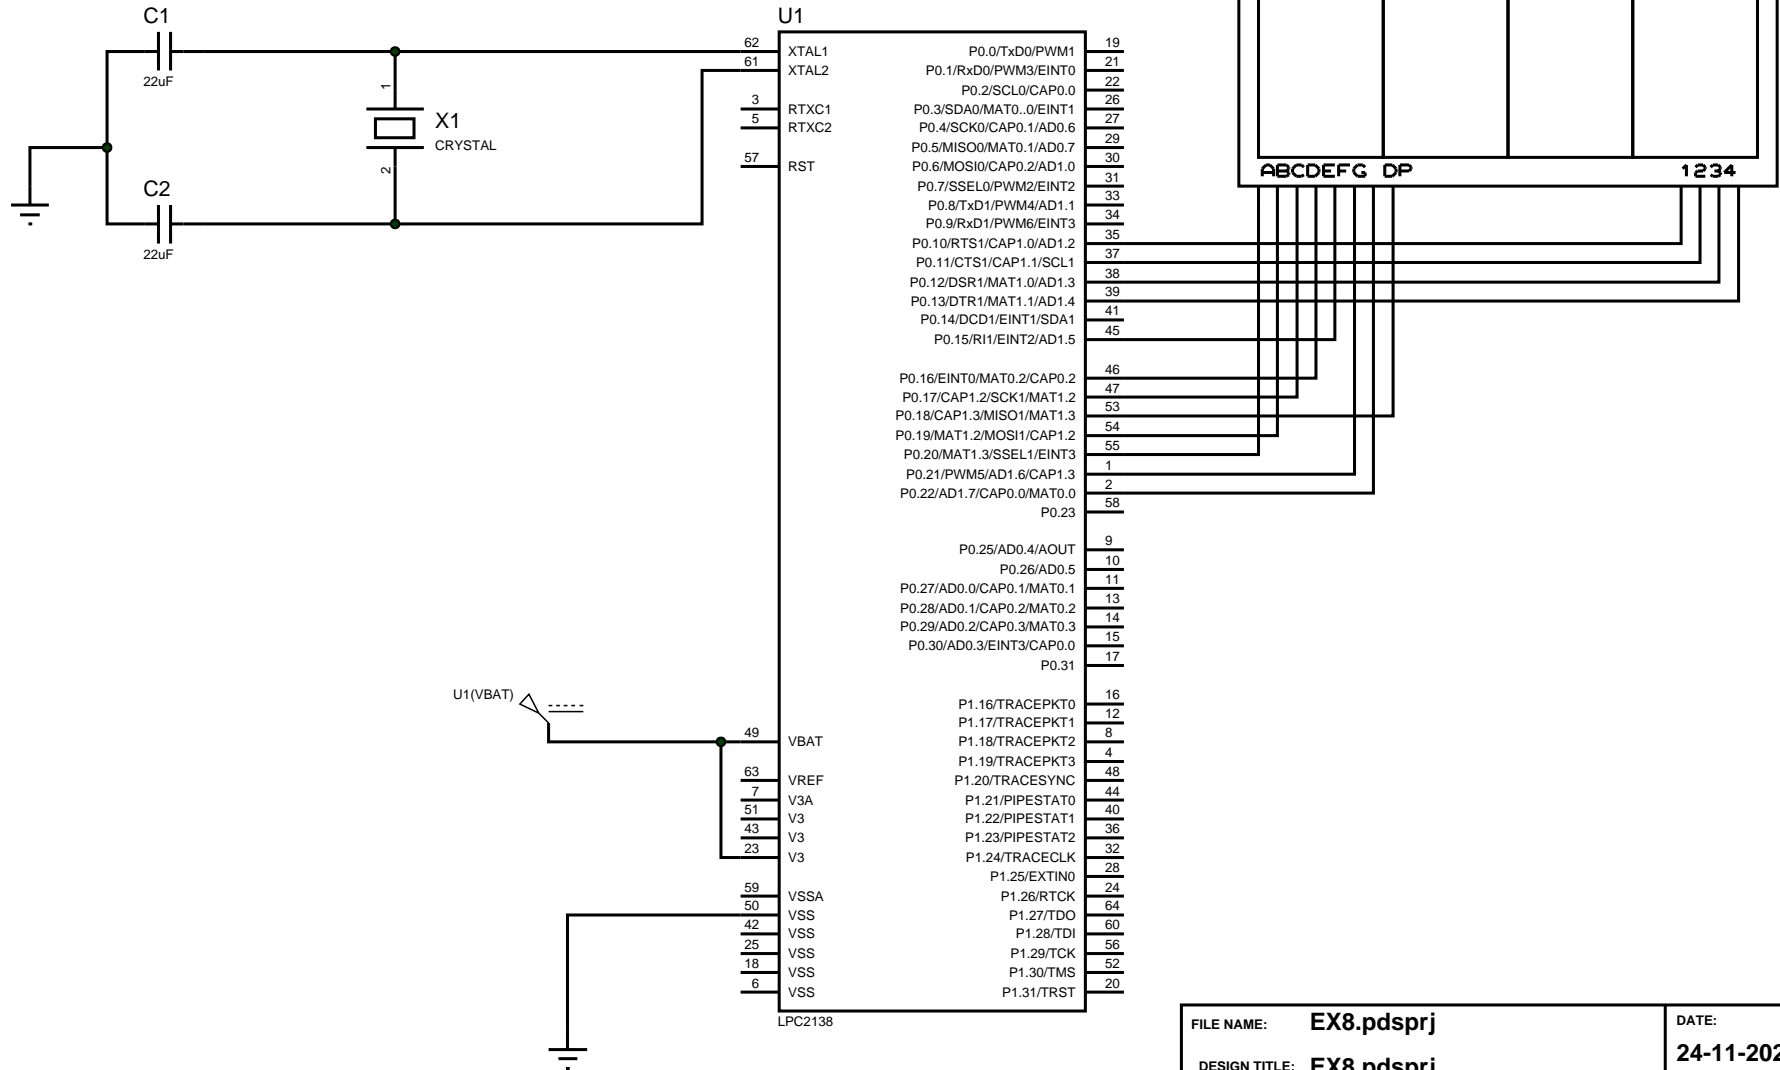 C1
22uF
C2
22uF
1
X1
CRYSTAL
2
U1
62 XTAL1
61 XTAL2
3 RTXC1
5 RTXC2
57 RST
U1(VBAT)
49 VBAT
63 VREF
7 V3A
51 V3
43 V3
23 V3
59 VSSA
50 VSS
42 VSS
25 VSS
18 VSS
6 VSS
P0.0/TxD0/PWM1 19
P0.1/RxD0/PWM3/EINT0 21
P0.2/SCL0/CAP0.0 22
P0.3/SDA0/MAT0..0/EINT1 26
P0.4/SCK0/CAP0.1/AD0.6 27
P0.5/MISO0/MAT0.1/AD0.7 29
P0.6/MOSI0/CAP0.2/AD1.0 30
P0.7/SSEL0/PWM2/EINT2 31
P0.8/TxD1/PWM4/AD1.1 33
P0.9/RxD1/PWM6/EINT3 34
P0.10/RTS1/CAP1.0/AD1.2 35
P0.11/CTS1/CAP1.1/SCL1 37
P0.12/DSR1/MAT1.0/AD1.3 38
P0.13/DTR1/MAT1.1/AD1.4 39
P0.14/DCD1/EINT1/SDA1 41
P0.15/RI1/EINT2/AD1.5 45
P0.16/EINT0/MAT0.2/CAP0.2 46
P0.17/CAP1.2/SCK1/MAT1.2 47
P0.18/CAP1.3/MISO1/MAT1.3 53
P0.19/MAT1.2/MOSI1/CAP1.2 54
P0.20/MAT1.3/SSEL1/EINT3 55
P0.21/PWM5/AD1.6/CAP1.3 1
P0.22/AD1.7/CAP0.0/MAT0.0 2
P0.23 58
P0.25/AD0.4/AOUT 9
P0.26/AD0.5 10
P0.27/AD0.0/CAP0.1/MAT0.1 11
P0.28/AD0.1/CAP0.2/MAT0.2 13
P0.29/AD0.2/CAP0.3/MAT0.3 14
P0.30/AD0.3/EINT3/CAP0.0 15
P0.31 17
P1.16/TRACEPKT0 16
P1.17/TRACEPKT1 12
P1.18/TRACEPKT2 8
P1.19/TRACEPKT3 4
P1.20/TRACESYNC 48
P1.21/PIPESTAT0 44
P1.22/PIPESTAT1 40
P1.23/PIPESTAT2 36
P1.24/TRACECLK 32
P1.25/EXTIN0 28
P1.26/RTCK 24
P1.27/TDO 64
P1.28/TDI 60
P1.29/TCK 56
P1.30/TMS 52
P1.31/TRST 20
LPC2138
ABCDEFG DP 1234
FILE NAME: EX8.pdsprj
DATE:
24-11-202
DESIGN TITLE: EX8.pdsprj